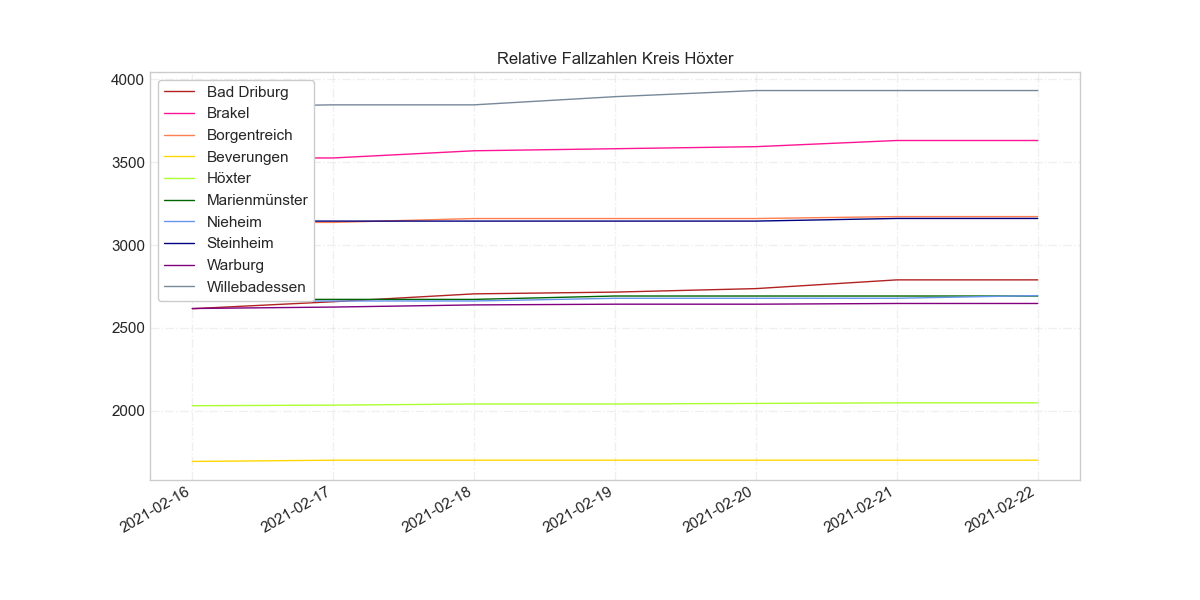 Relative Fallzahlen Kreis Höxter
4000
3500
3000
2500
2000
Bad Driburg
Brakel
Borgentreich
Beverungen
Höxter
Marienmünster
Nieheim
Steinheim
Warburg
Willebadessen
2021-02-16
2021-02-17
2021-02-18
2021-02-19
2021-02-20
2021-02-21
2021-02-22